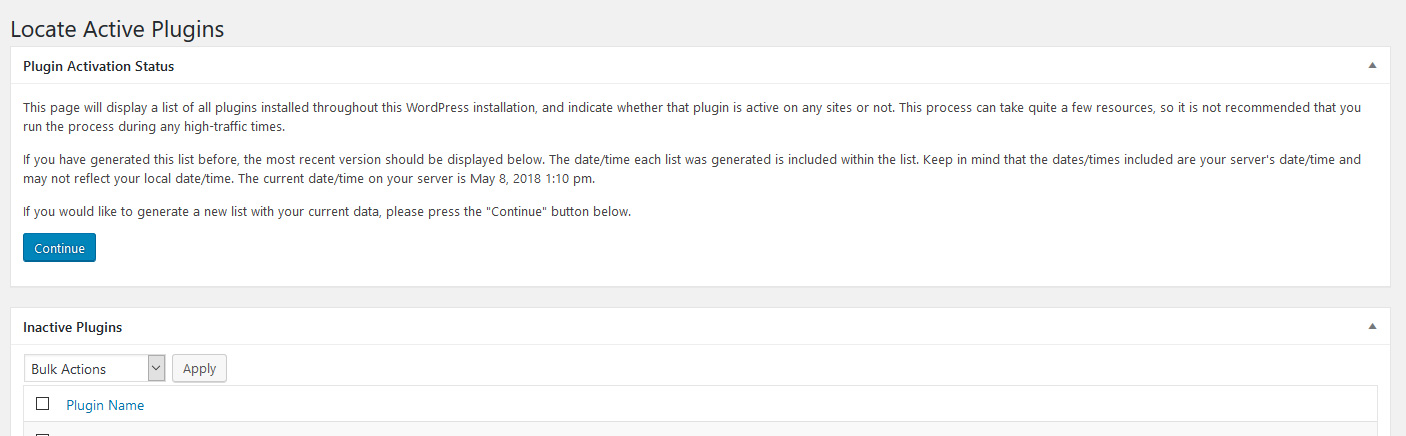 Locate Active Plugins
Plugin Activation Status
This page will display a list of all plugins installed throughout this WordPress installation, and indicate whether that plugin is active on any sites or not. This process can take quite a few resources, so it is not recommended that you
run the process during any high-traffic times.
If you have generated this list before, the most recent version should be displayed below. The date/time each list was generated is included within the list. Keep in mind that the dates/times included are your server's date/time and
may not reflect your local date/time. The current date/time on your server is May 8, 2018 1:10 pm.
If you would like to generate a new list with your current data, please press the "Continue" button below.
Continue
Inactive Plugins
Bulk Actions
Apply
Plugin Name